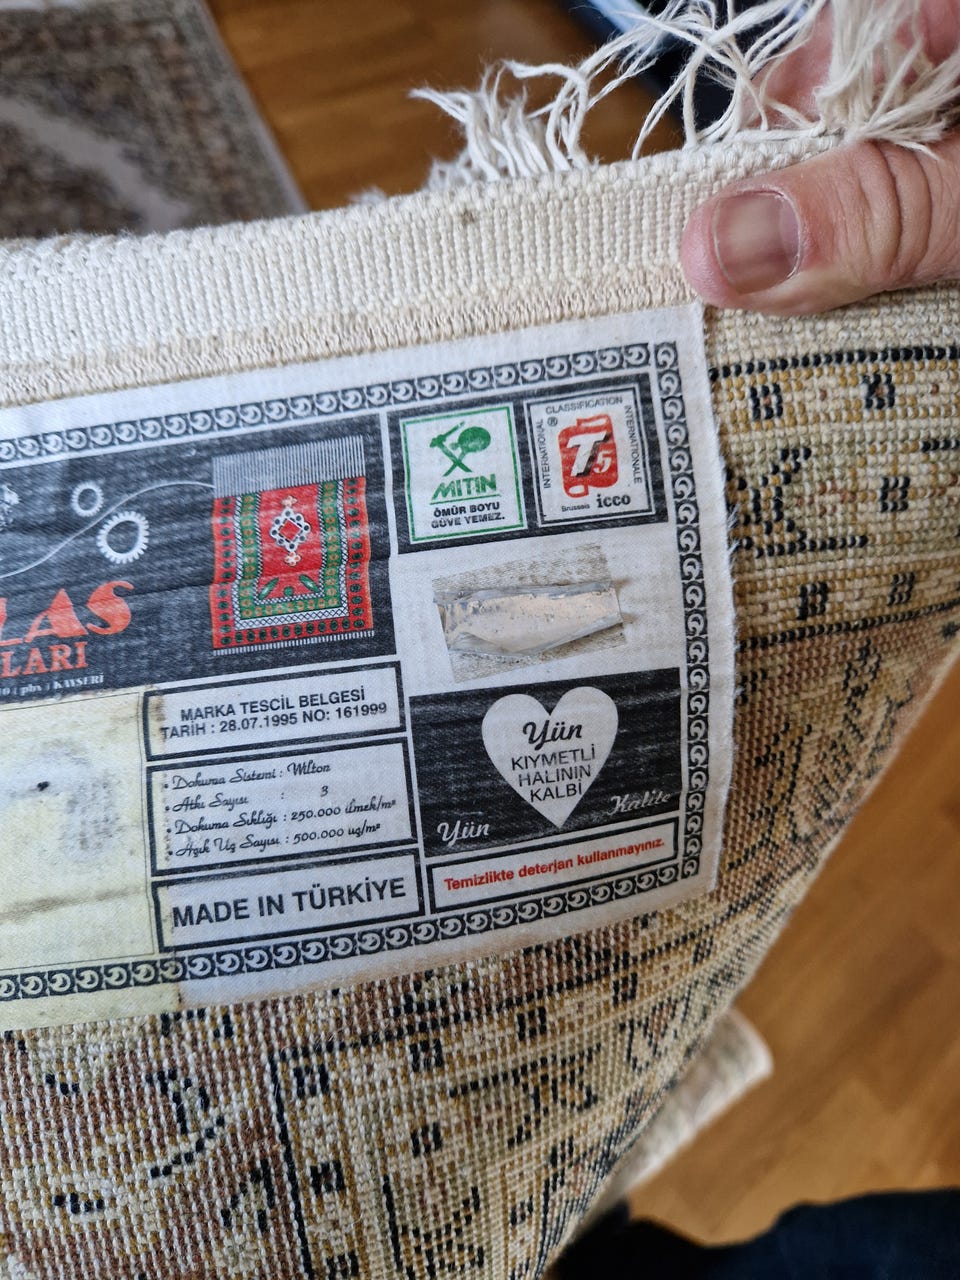 LAS
LARI
KAYSERİ
MİTİN
ÖMÜR BOYU
GÜVE YEMEZ.
INTERNATIONAL
CLASSIFICATION
INTERNATIONALE
®
T5
Brussels icco
MARKA TESCİL BELGESİ
TARİH : 28.07.1995 NO: 161999
• Dokuma Sistemi : Wilton
• Atkı Sayısı : 3
• Dokuma Sıklığı : 250.000 ilmek/m²
• Açık Uç Sayısı : 500.000 uç/m²
MADE IN TÜRKİYE
Yün
KIYMETLİ
HALININ
KALBİ
Yün Kalite
Temizlikte deterjan kullanmayınız.